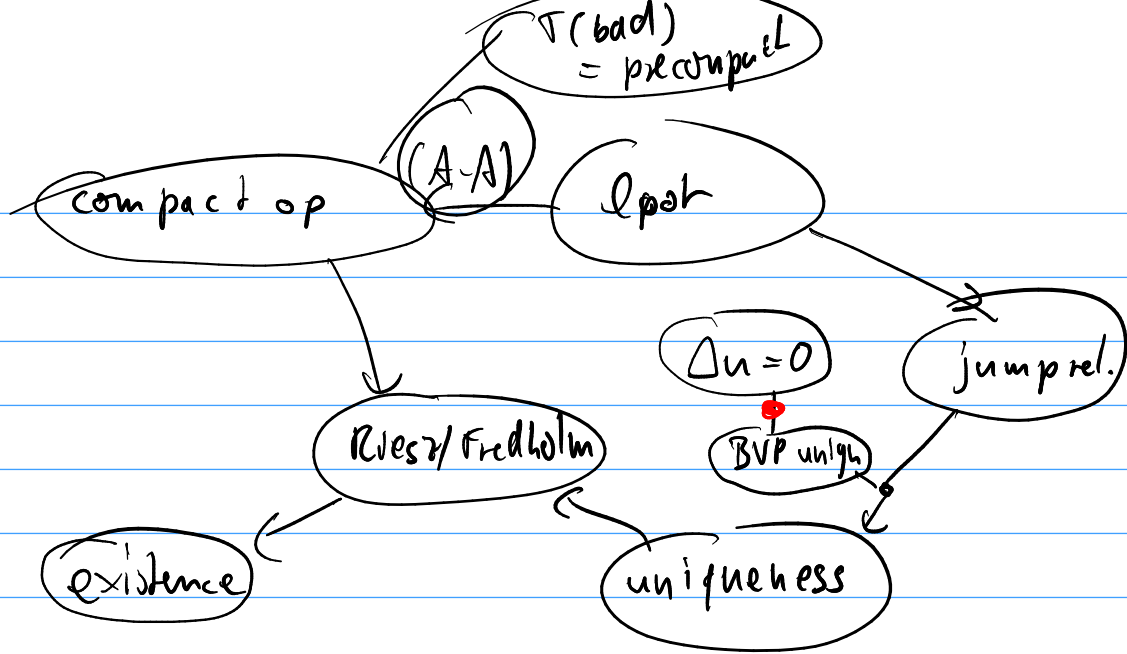 T(bad)
= precompact
(A-A)
compact op
lpot
Δu = 0
jump rel.
Riesz/Fredholm
BVP uniqu
existence
uniqueness